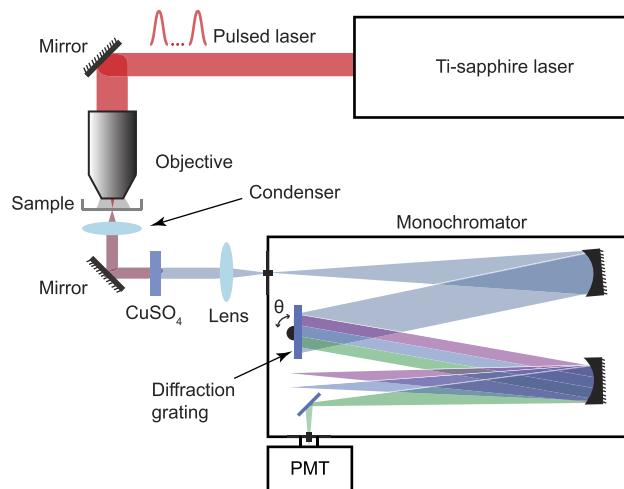 Mirror
Pulsed laser
Ti-sapphire laser
Objective
Sample
Condenser
Monochromator
Mirror
CuSO₄
Lens
θ
Diffraction
grating
PMT